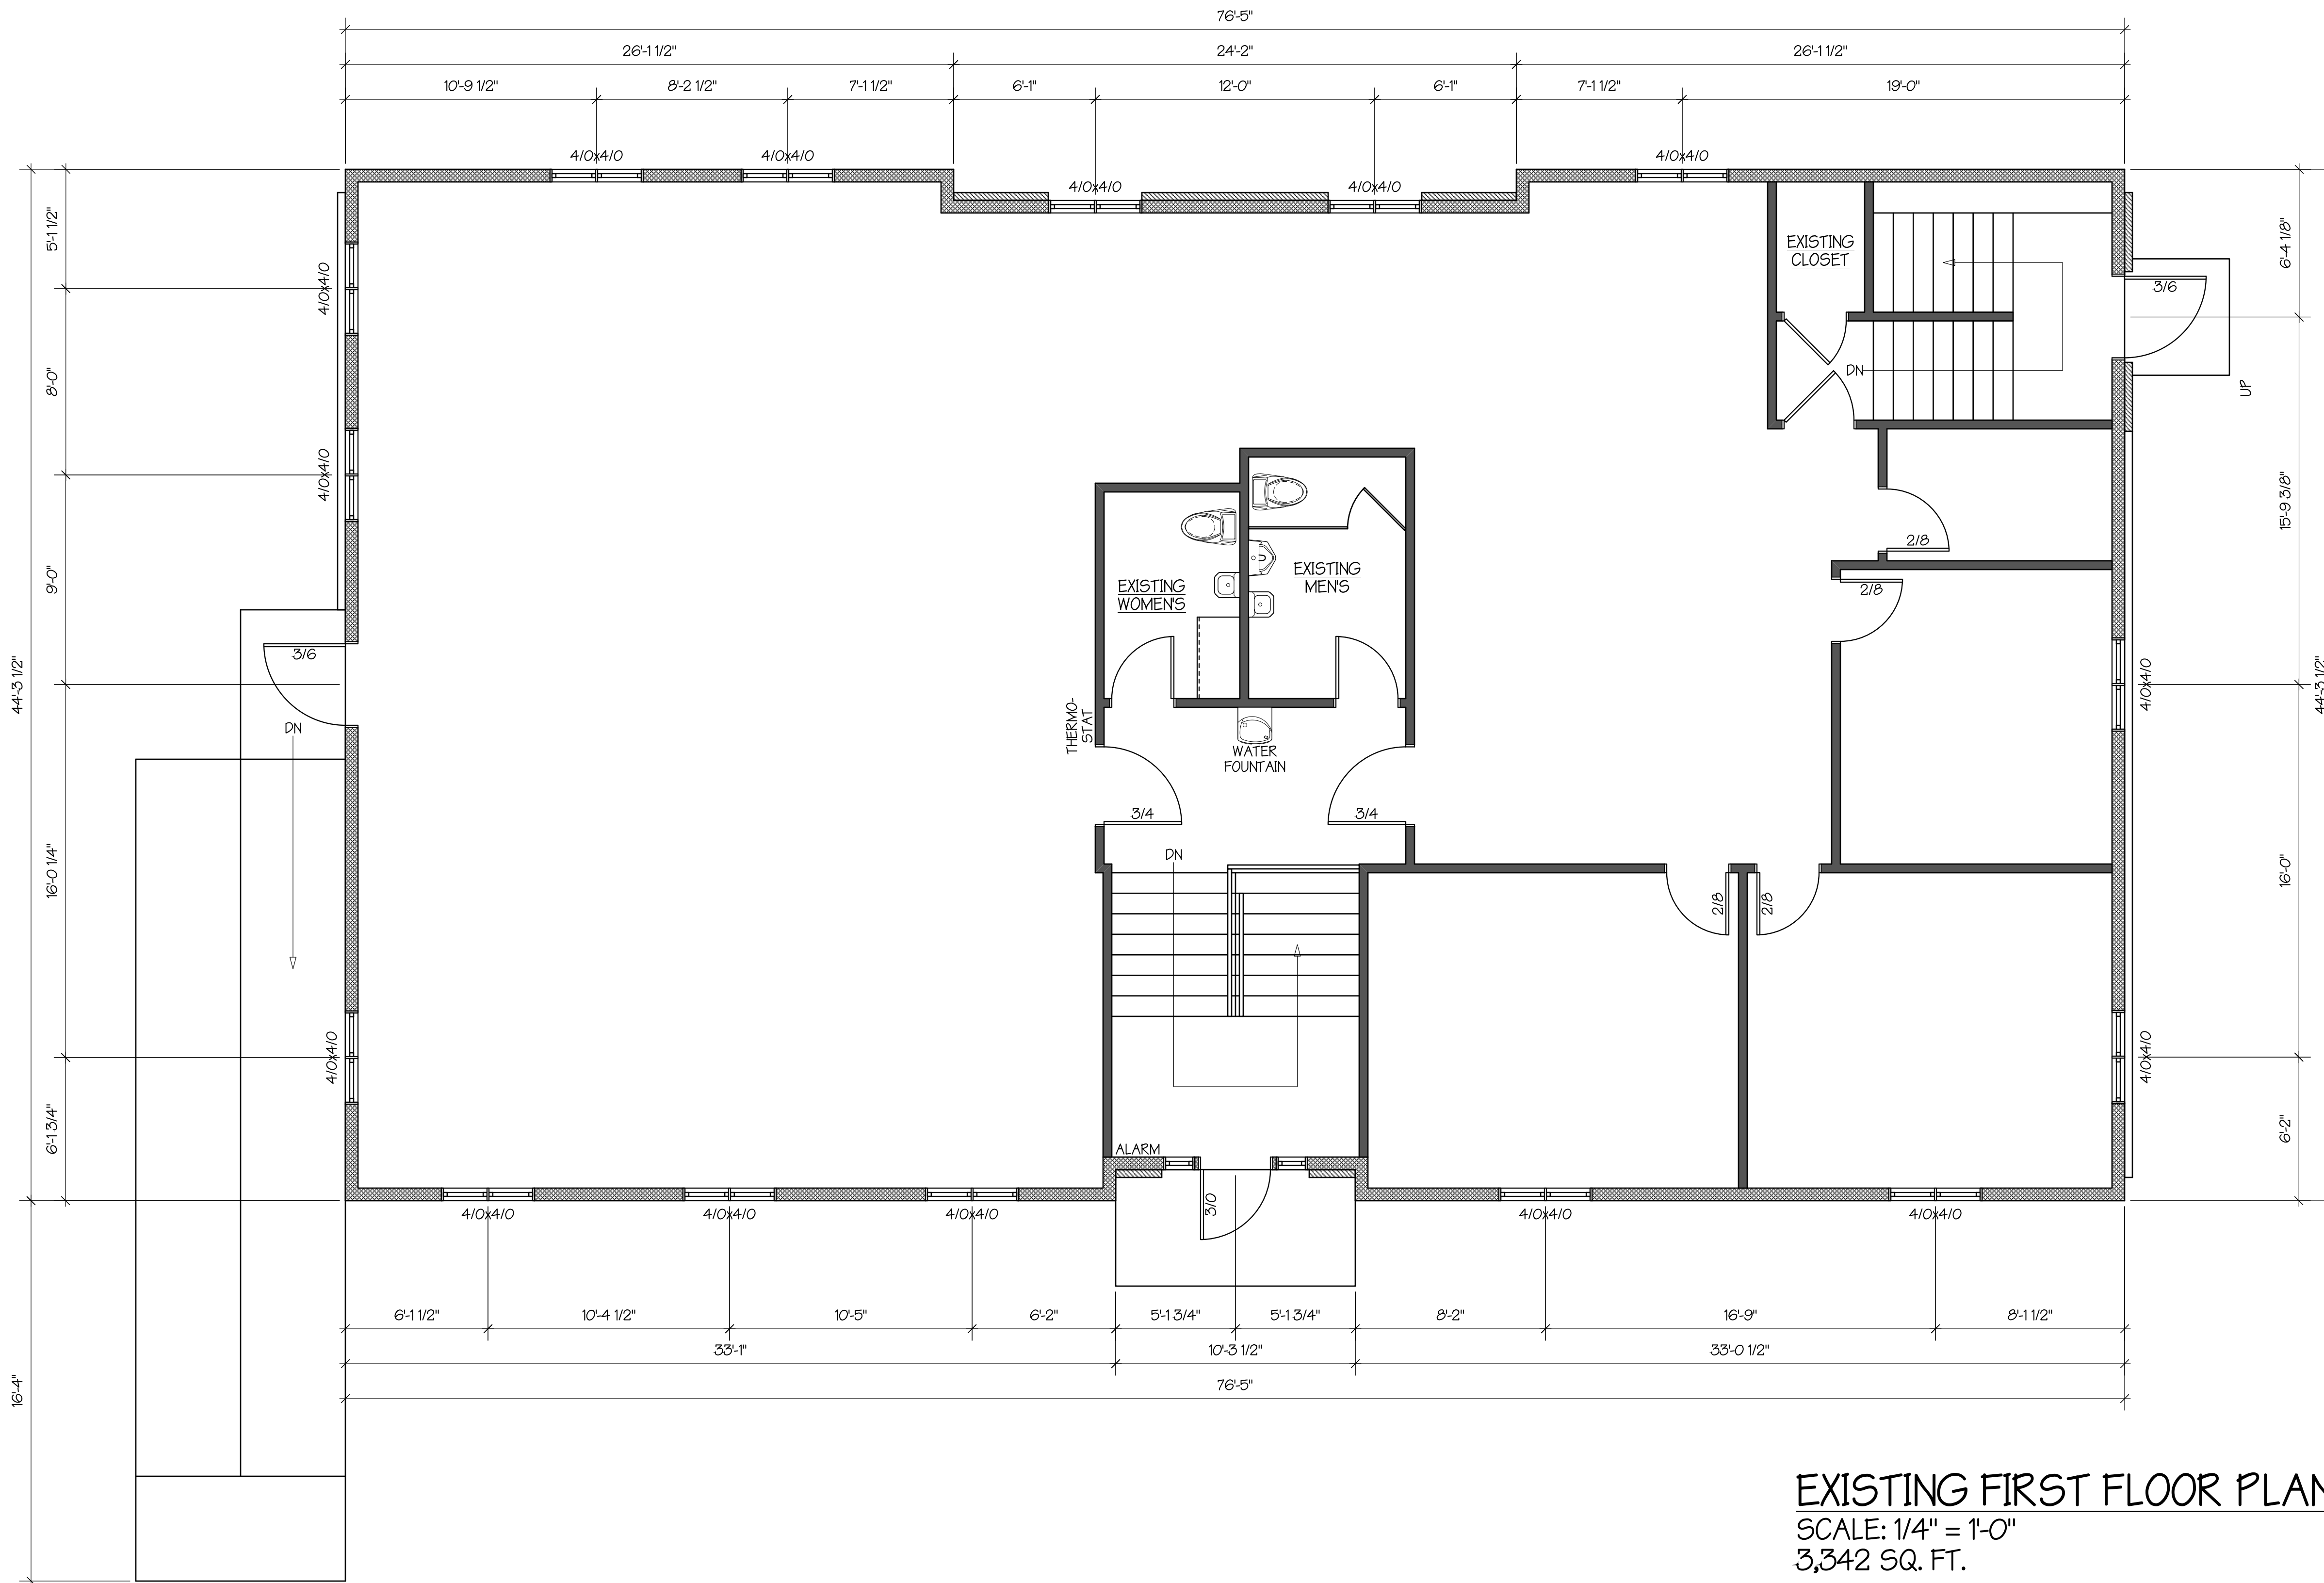 76'-5"
26'-1 1/2" 24'-2" 26'-1 1/2"
10'-9 1/2" 8'-2 1/2" 7'-1 1/2" 6'-1" 12'-0" 6'-1" 7'-1 1/2" 19'-0"
4/0x4/0 4/0x4/0 4/0x4/0
4/0x4/0 4/0x4/0
5'-1 1/2"
6'-4 1/8"
EXISTING
CLOSET
4/0x4/0
3/6
DN
UP
8'-0"
4/0x4/0
15'-9 3/8"
2/8
9'-0"
EXISTING
WOMEN'S
EXISTING
MEN'S
2/8
3/6
44'-3 1/2"
DN
THERMO-
STAT
WATER
FOUNTAIN
4/0x4/0
44'-3 1/2"
3/4
3/4
DN
16'-0 1/4"
16'-0"
2/8
2/8
4/0x4/0
4/0x4/0
6'-1 3/4"
6'-2"
ALARM
3/0
4/0x4/0 4/0x4/0 4/0x4/0 4/0x4/0 4/0x4/0
6'-1 1/2" 10'-4 1/2" 10'-5" 6'-2" 5'-1 3/4" 5'-1 3/4" 8'-2" 16'-9" 8'-1 1/2"
33'-1" 10'-3 1/2" 33'-0 1/2"
76'-5"
16'-4"
EXISTING FIRST FLOOR PLAN
SCALE: 1/4" = 1'-0"
3,342 SQ. FT.